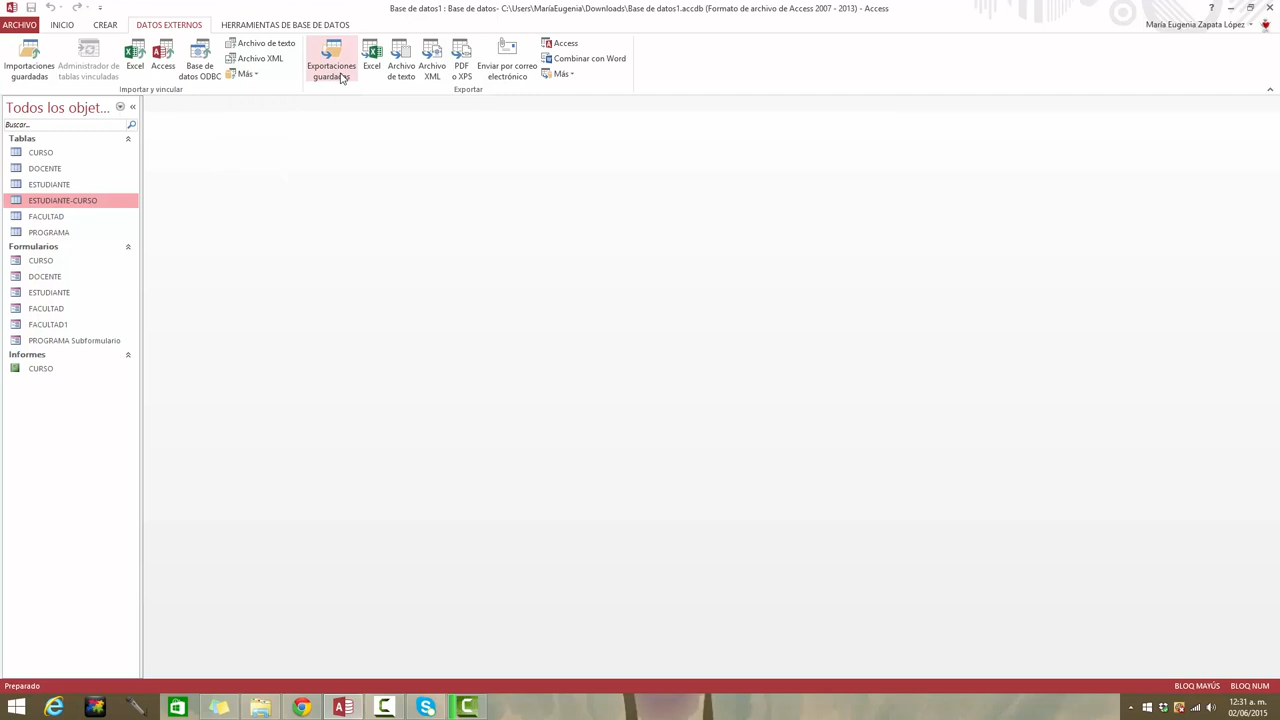 Base de datos1 : Base de datos- C:\Users\MaríaEugenia\Downloads\Base de datos1.accdb (Formato de archivo de Access 2007 - 2013) - Access
ARCHIVO INICIO CREAR DATOS EXTERNOS HERRAMIENTAS DE BASE DE DATOS
María Eugenia Zapata López
Importaciones guardadas
Administrador de tablas vinculadas
Excel
Access
Base de datos ODBC
Archivo de texto
Archivo XML
Más
Importar y vincular
Exportaciones guardadas
Excel
Archivo de texto
Archivo XML
PDF o XPS
Enviar por correo electrónico
Access
Combinar con Word
Más
Exportar
Todos los objet...
Buscar...
Tablas
CURSO
DOCENTE
ESTUDIANTE
ESTUDIANTE-CURSO
FACULTAD
PROGRAMA
Formularios
CURSO
DOCENTE
ESTUDIANTE
FACULTAD
FACULTAD1
PROGRAMA Subformulario
Informes
CURSO
Preparado
BLOQ MAYÚS BLOQ NUM
12:31 a. m.
02/06/2015